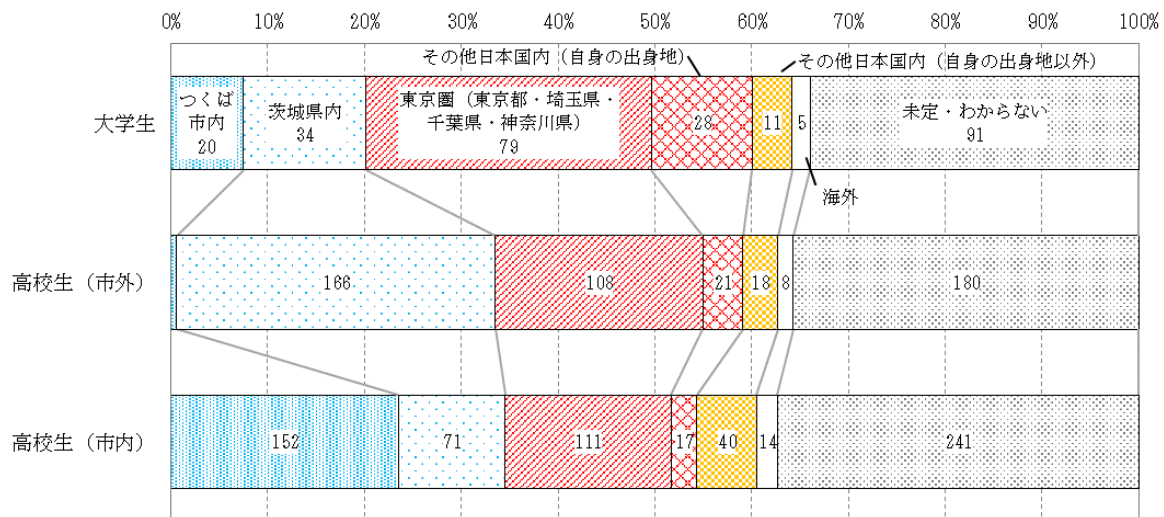 0% 10% 20% 30% 40% 50% 60% 70% 80% 90% 100%
その他日本国内（自身の出身地）
その他日本国内（自身の出身地以外）
大学生
つくば
市内
20
茨城県内
34
東京圏（東京都・埼玉県・
千葉県・神奈川県）
79
28
11
5
未定・わからない
91
海外
高校生（市外）
166
108
21
18
8
180
高校生（市内）
152
71
111
17
40
14
241